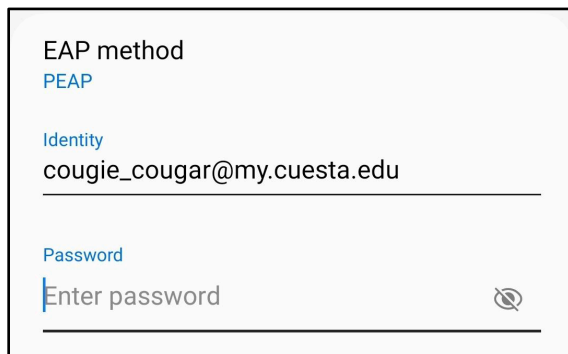 EAP method
PEAP
Identity
cougie_cougar@my.cuesta.edu
Password
Enter password